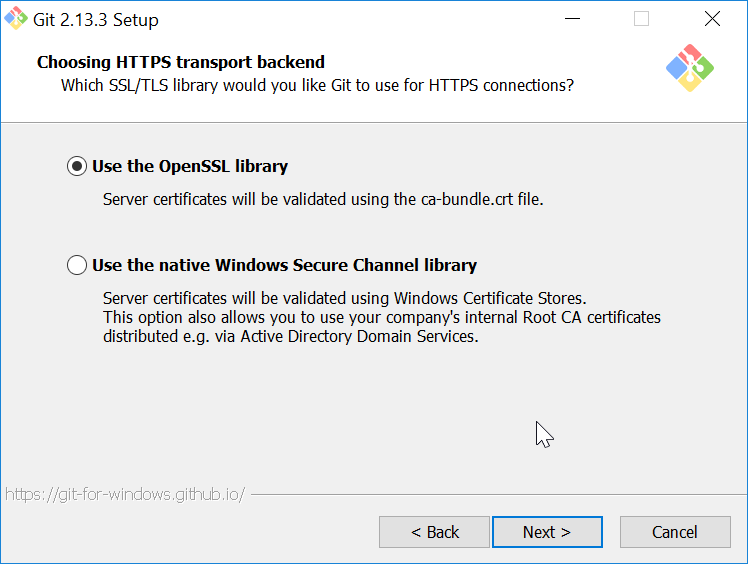 Git 2.13.3 Setup
Choosing HTTPS transport backend
Which SSL/TLS library would you like Git to use for HTTPS connections?
Use the OpenSSL library
Server certificates will be validated using the ca-bundle.crt file.
Use the native Windows Secure Channel library
Server certificates will be validated using Windows Certificate Stores.
This option also allows you to use your company's internal Root CA certificates
distributed e.g. via Active Directory Domain Services.
https://git-for-windows.github.io/
< Back Next > Cancel